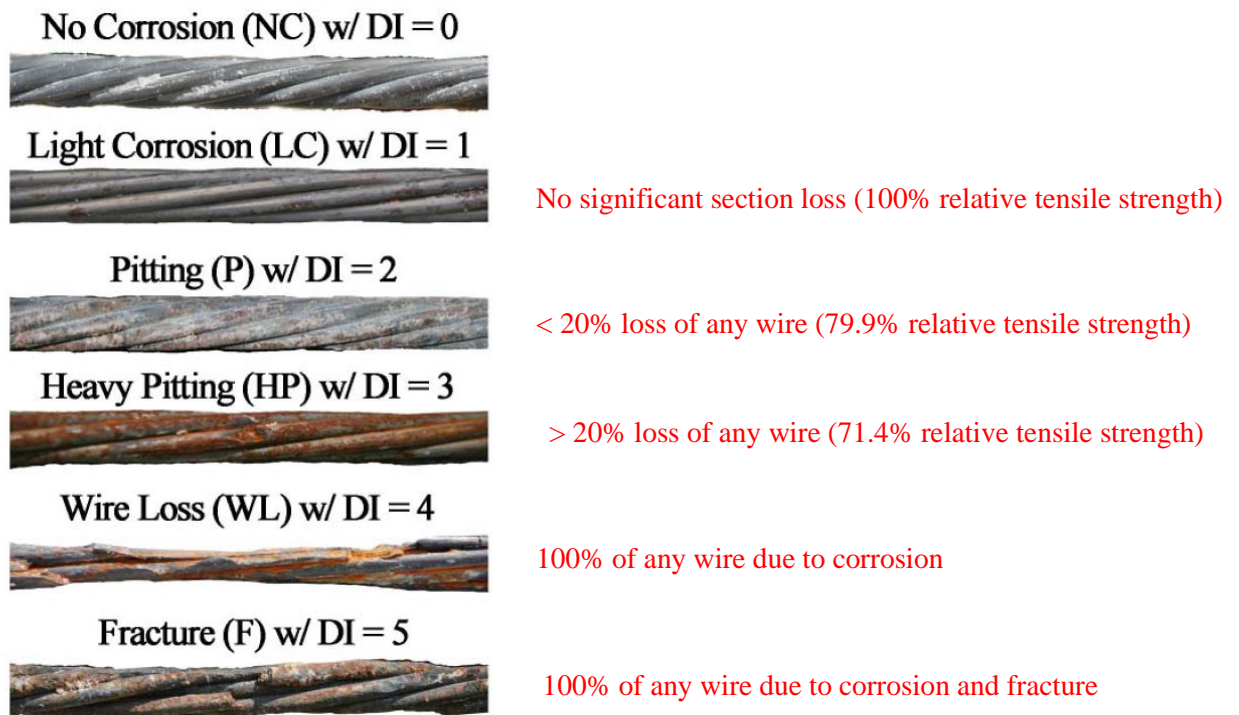 No Corrosion (NC) w/ DI = 0
Light Corrosion (LC) w/ DI = 1
No significant section loss (100% relative tensile strength)
Pitting (P) w/ DI = 2
< 20% loss of any wire (79.9% relative tensile strength)
Heavy Pitting (HP) w/ DI = 3
> 20% loss of any wire (71.4% relative tensile strength)
Wire Loss (WL) w/ DI = 4
100% of any wire due to corrosion
Fracture (F) w/ DI = 5
100% of any wire due to corrosion and fracture